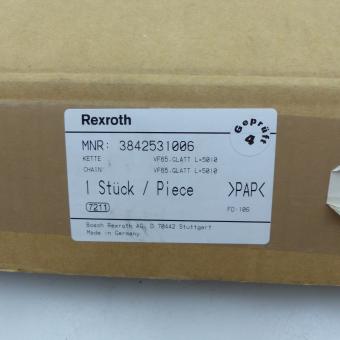 Rexroth
Geprüft
4
MNR: 3842531006
KETTE VF65.GLATT L=5010
CHAIN VF65.GLATT L=5010
1 Stück / Piece >PAP<
7211 FD:106
Bosch Rexroth AG, D 70442 Stuttgart
Made in Germany